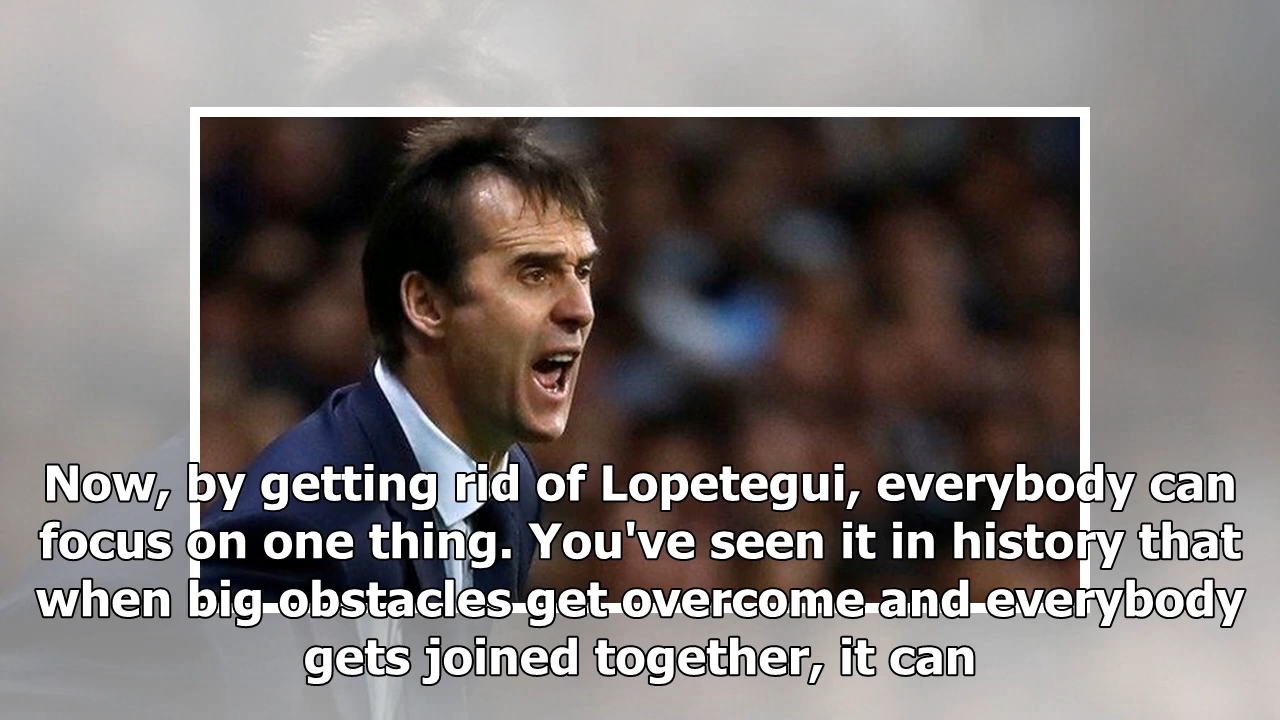 Now, by getting rid of Lopetegui, everybody can
focus on one thing. You've seen it in history that
when big obstacles get overcome and everybody
gets joined together, it can